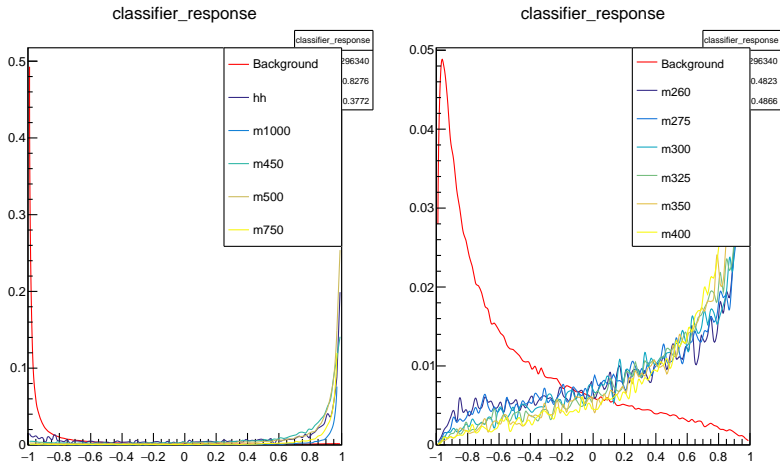 classifier_response
classifier_response
Background
hh
m1000
m450
m500
m750
296340
0.8276
0.3772
0.5
0.4
0.3
0.2
0.1
0
-1 -0.8 -0.6 -0.4 -0.2 0 0.2 0.4 0.6 0.8 1
classifier_response
classifier_response
Background
m260
m275
m300
m325
m350
m400
296340
0.4823
0.4866
0.05
0.04
0.03
0.02
0.01
0
-1 -0.8 -0.6 -0.4 -0.2 0 0.2 0.4 0.6 0.8 1